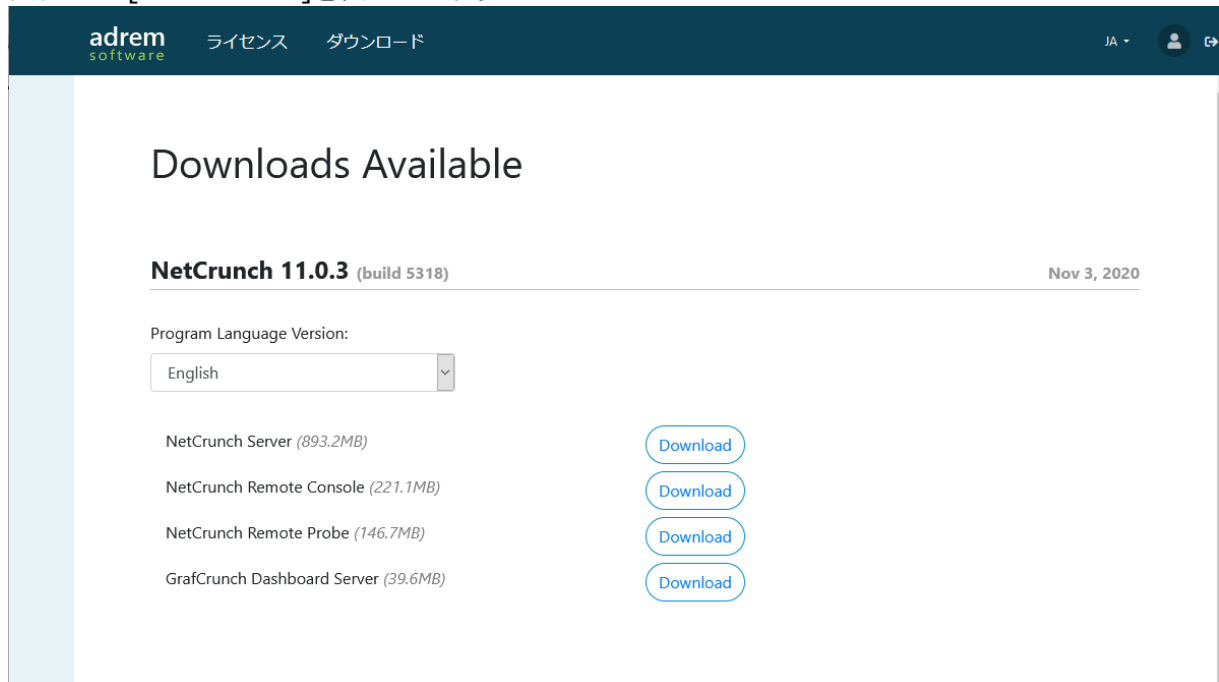 adrem software ライセンス ダウンロード JA
Downloads Available
NetCrunch 11.0.3 (build 5318) Nov 3, 2020
Program Language Version:
English
NetCrunch Server (893.2MB) Download
NetCrunch Remote Console (221.1MB) Download
NetCrunch Remote Probe (146.7MB) Download
GrafCrunch Dashboard Server (39.6MB) Download